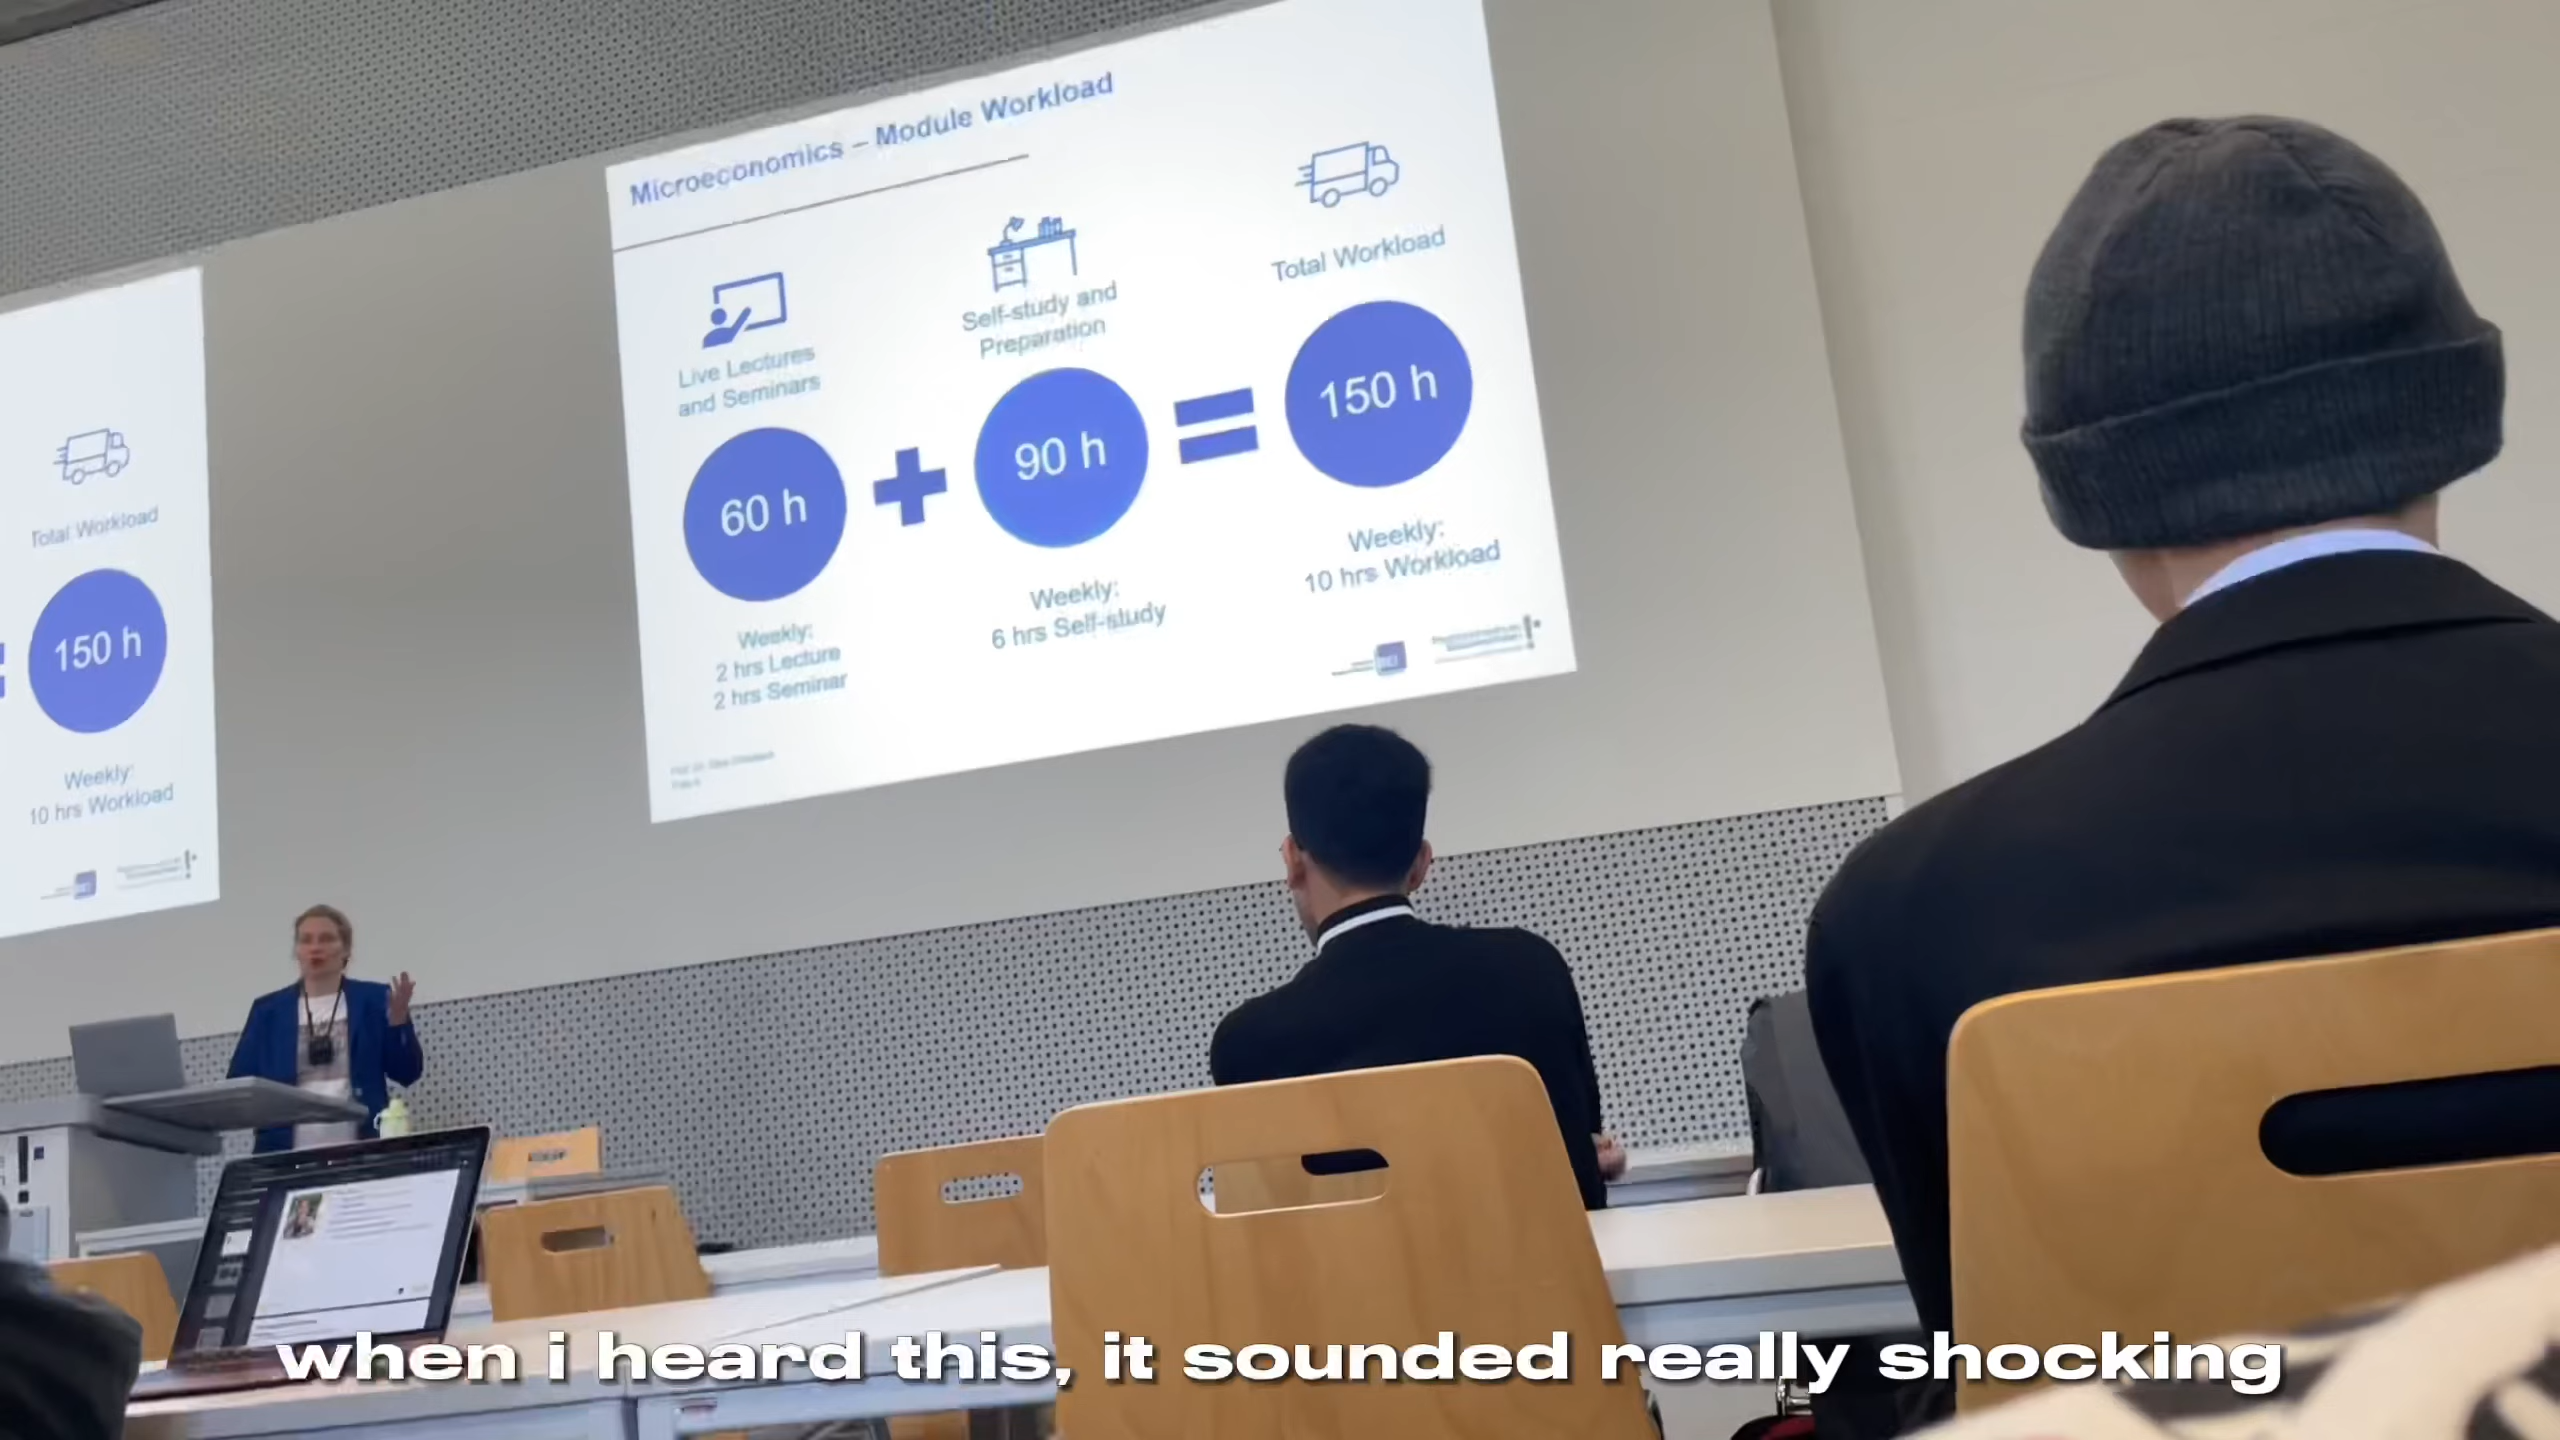 Microeconomics – Module Workload
Live Lectures
and Seminars
60 h
Weekly:
2 hrs Lecture
2 hrs Seminar
Self-study and
Preparation
90 h
Weekly:
6 hrs Self-study
Total Workload
150 h
Weekly:
10 hrs Workload
Total Workload
150 h
Weekly:
10 hrs Workload
when i heard this, it sounded really shocking